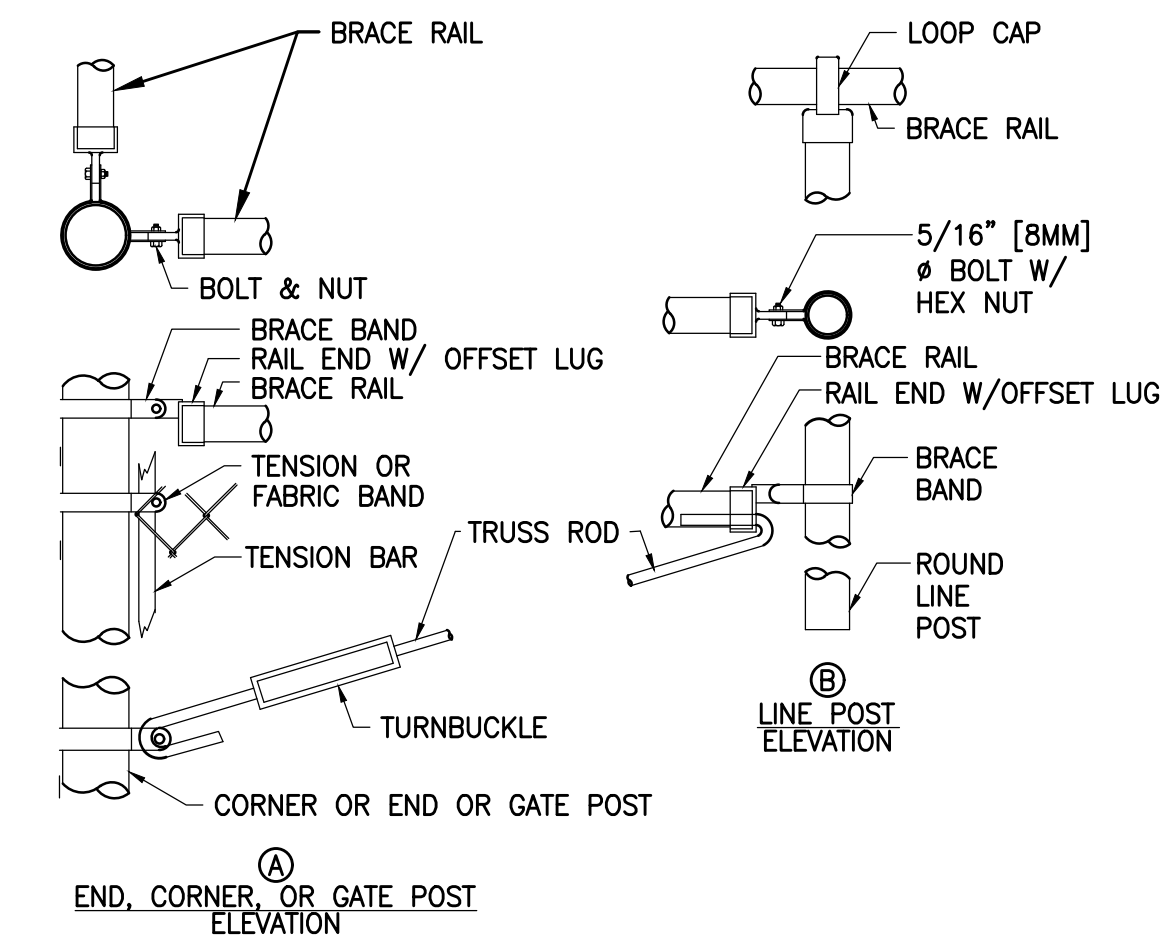 BRACE RAIL
BOLT & NUT
BRACE BAND
RAIL END W/ OFFSET LUG
BRACE RAIL
TENSION OR
FABRIC BAND
TENSION BAR
TRUSS ROD
TURNBUCKLE
CORNER OR END OR GATE POST
A
END, CORNER, OR GATE POST
ELEVATION
LOOP CAP
BRACE RAIL
5/16" [8MM]
ø BOLT W/
HEX NUT
BRACE RAIL
RAIL END W/OFFSET LUG
BRACE
BAND
ROUND
LINE
POST
B
LINE POST
ELEVATION